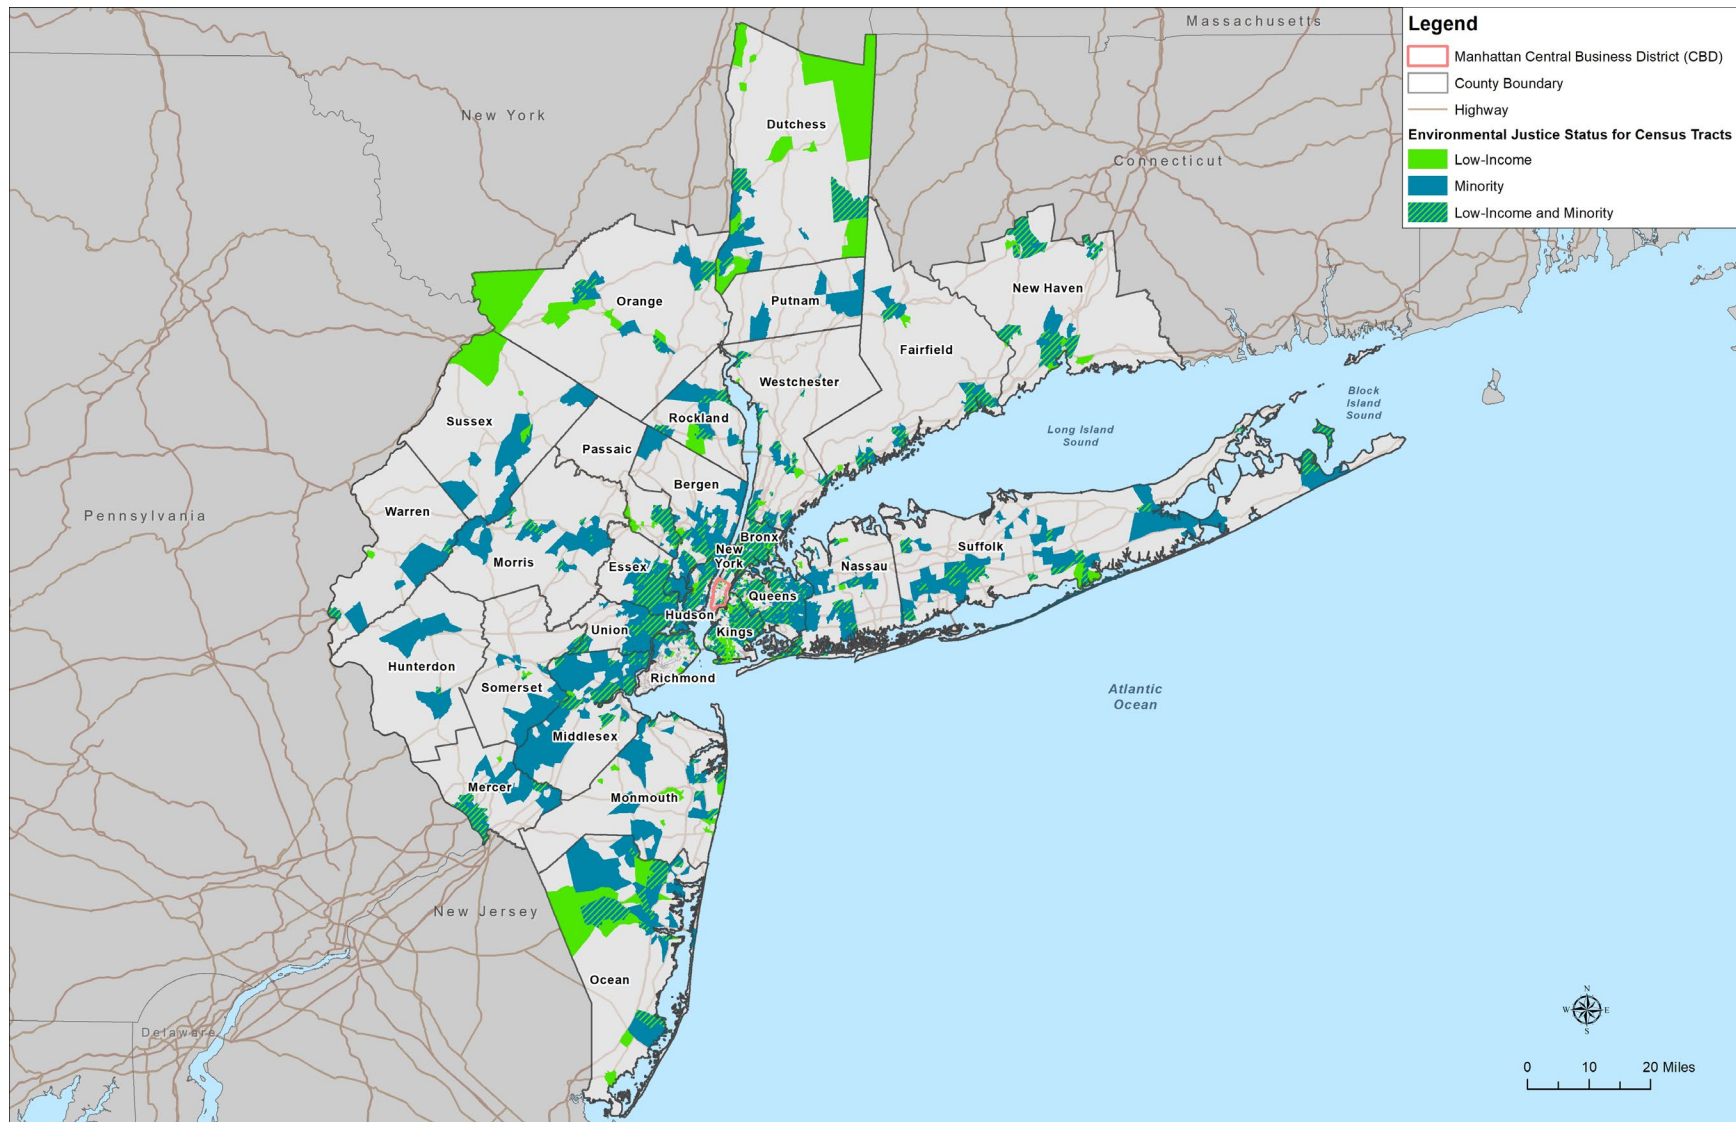 Massachusetts
Legend
Manhattan Central Business District (CBD)
County Boundary
Highway
Environmental Justice Status for Census Tracts
Low-Income
Minority
Low-Income and Minority
New York
Dutchess
Connecticut
Orange
Putnam
New Haven
Fairfield
Westchester
Block
Island
Sound
Long Island
Sound
Sussex
Rockland
Passaic
Bergen
Pennsylvania
Warren
Morris
Essex
New
York
Bronx
Nassau
Suffolk
Queens
Hudson
Union
Kings
Hunterdon
Somerset
Richmond
Atlantic
Ocean
Middlesex
Mercer
Monmouth
New Jersey
Ocean
Delaware
N
W E
S
0 10 20 Miles